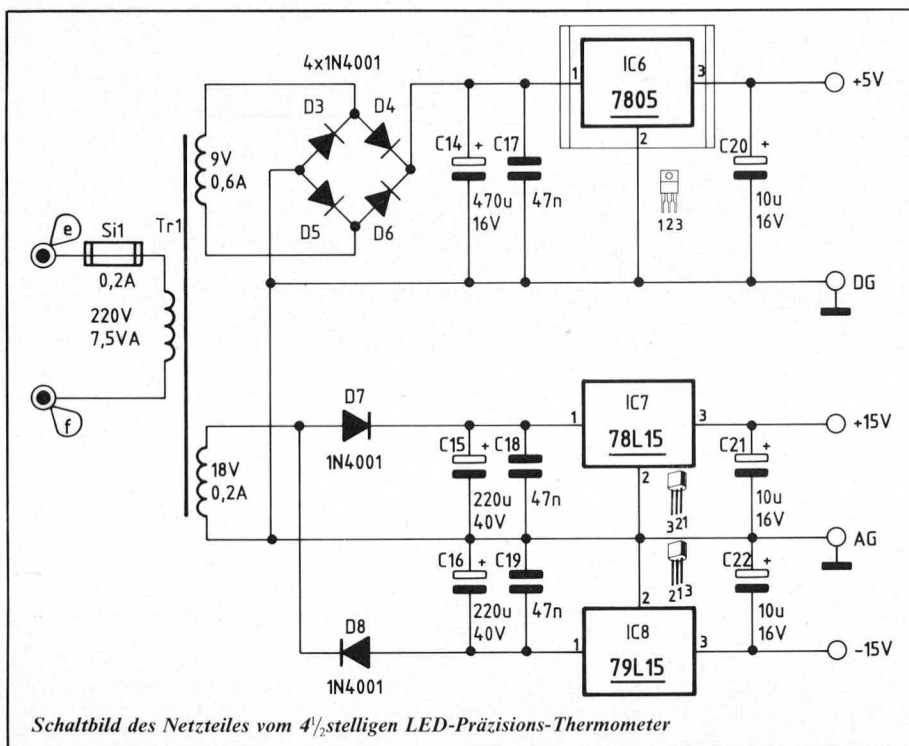 4x1N4001
D3
D4
D5
D6
9V
0,6A
Tr1
e
Si1
0,2A
220V
7,5VA
f
18V
0,2A
C14 +
470u
16V
C17
47n
1
IC6
7805
3
2
123
C20 +
10u
16V
+5V
DG
D7
1N4001
C15 +
220u
40V
C18
47n
1
IC7
78L15
3
2
321
C21 +
10u
16V
+15V
AG
D8
1N4001
C16 +
220u
40V
C19
47n
213
2
1
IC8
79L15
3
C22 +
10u
16V
-15V
Schaltbild des Netzteiles vom 4½stelligen LED-Präzisions-Thermometer